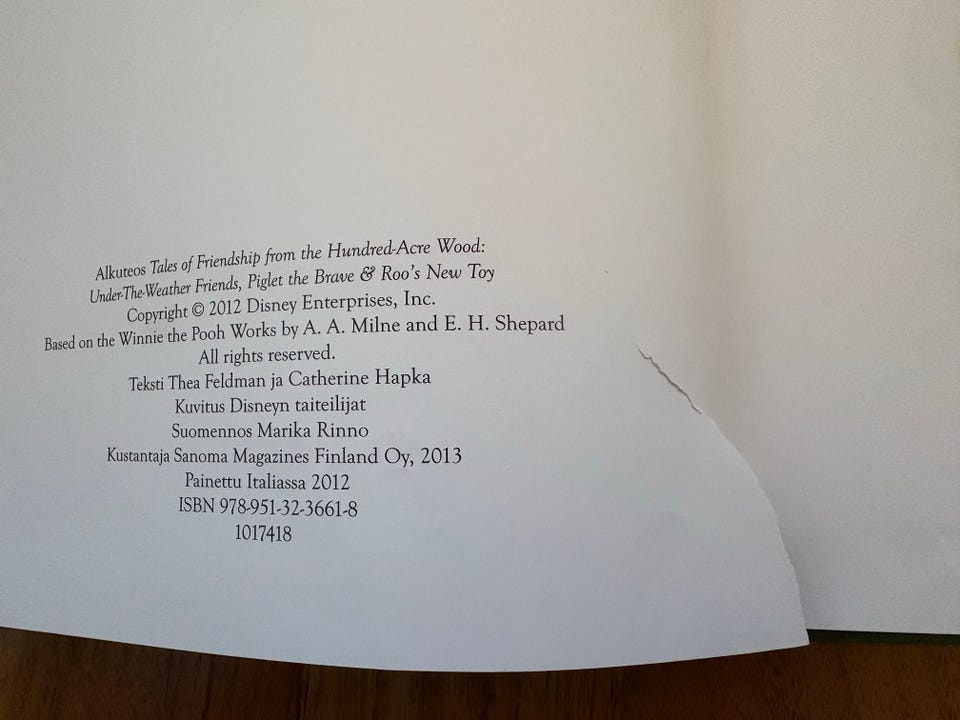 Alkuteos Tales of Friendship from the Hundred-Acre Wood:
Under-The-Weather Friends, Piglet the Brave & Roo's New Toy
Copyright © 2012 Disney Enterprises, Inc.
Based on the Winnie the Pooh Works by A. A. Milne and E. H. Shepard
All rights reserved.
Teksti Thea Feldman ja Catherine Hapka
Kuvitus Disneyn taiteilijat
Suomennos Marika Rinno
Kustantaja Sanoma Magazines Finland Oy, 2013
Painettu Italiassa 2012
ISBN 978-951-32-3661-8
1017418